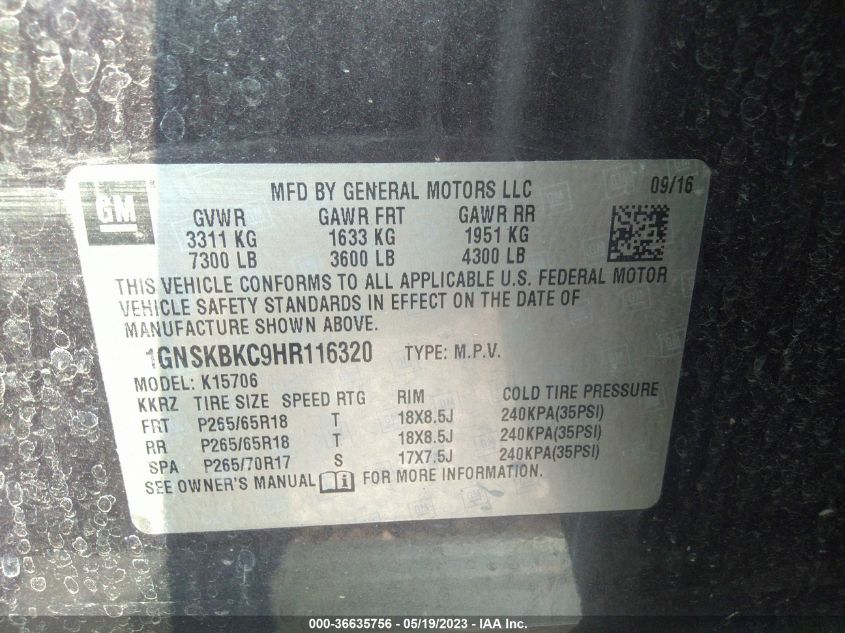 GM
MFD BY GENERAL MOTORS LLC 09/16
GVWR GAWR FRT GAWR RR
3311 KG 1633 KG 1951 KG
7300 LB 3600 LB 4300 LB
THIS VEHICLE CONFORMS TO ALL APPLICABLE U.S. FEDERAL MOTOR
VEHICLE SAFETY STANDARDS IN EFFECT ON THE DATE OF
MANUFACTURE SHOWN ABOVE.
1GNSKBKC9HR116320 TYPE: M.P.V.
MODEL: K15706
KKRZ TIRE SIZE SPEED RTG RIM COLD TIRE PRESSURE
FRT P265/65R18 T 18X8.5J 240KPA(35PSI)
RR P265/65R18 T 18X8.5J 240KPA(35PSI)
SPA P265/70R17 S 17X7.5J 240KPA(35PSI)
SEE OWNER'S MANUAL FOR MORE INFORMATION.
000-36635756 - 05/19/2023 - IAA Inc.